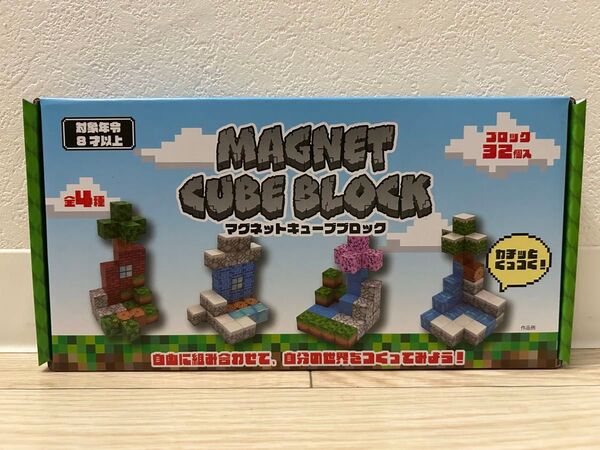 対象年令
8才以上
MAGNET
CUBE BLOCK
マグネットキューブブロック
ブロック
32個入
全4種
カチッと
くっつく!
作品例
自由に組み合わせて、自分の世界をつくってみよう!